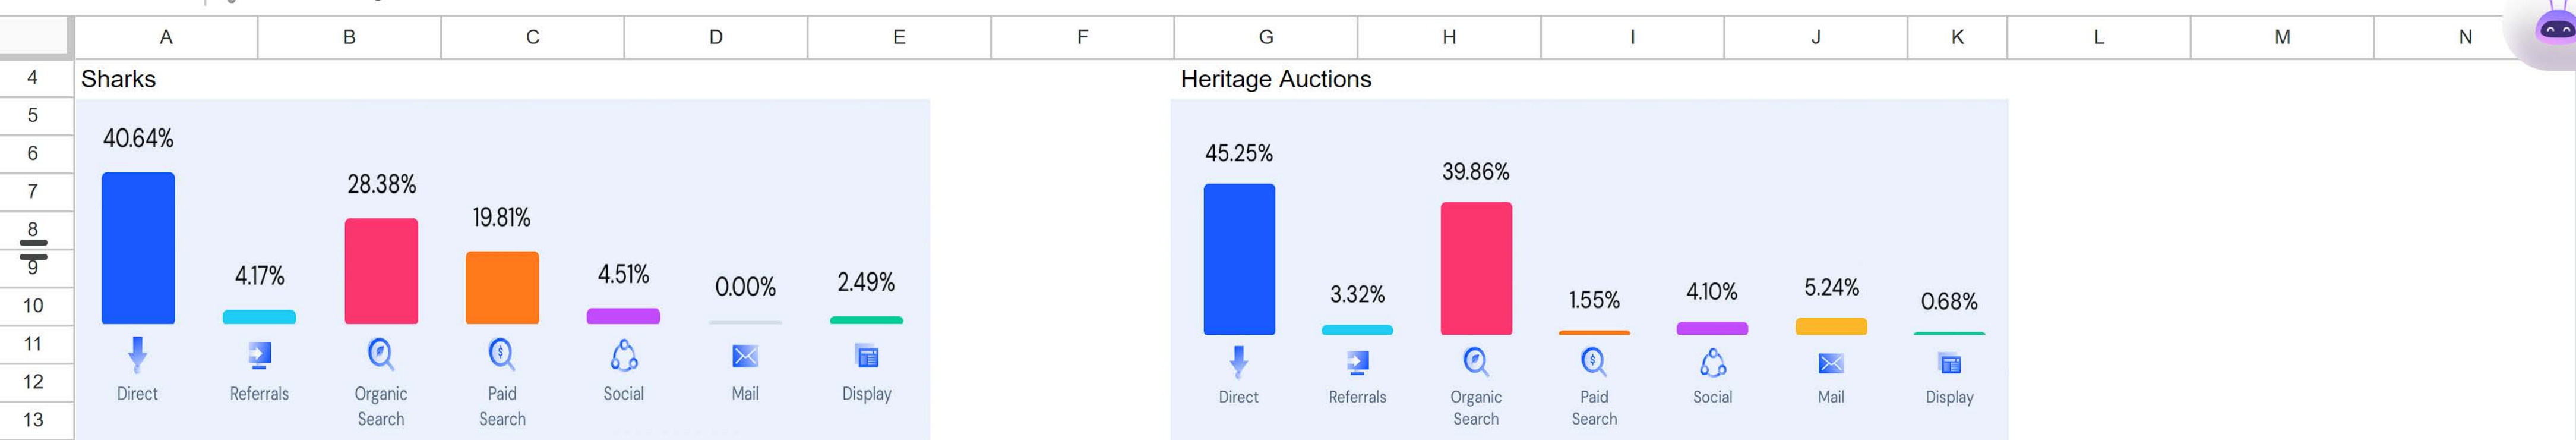 A B C D E F G H I J K L M N
4 Sharks Heritage Auctions
5
40.64%
6 45.25%
28.38% 39.86%
7
19.81%
8
9
4.17% 4.51% 0.00% 2.49% 3.32% 1.55% 4.10% 5.24% 0.68%
10
11
12
Direct Referrals Organic Search Paid Search Social Mail Display
Direct Referrals Organic Search Paid Search Social Mail Display
13